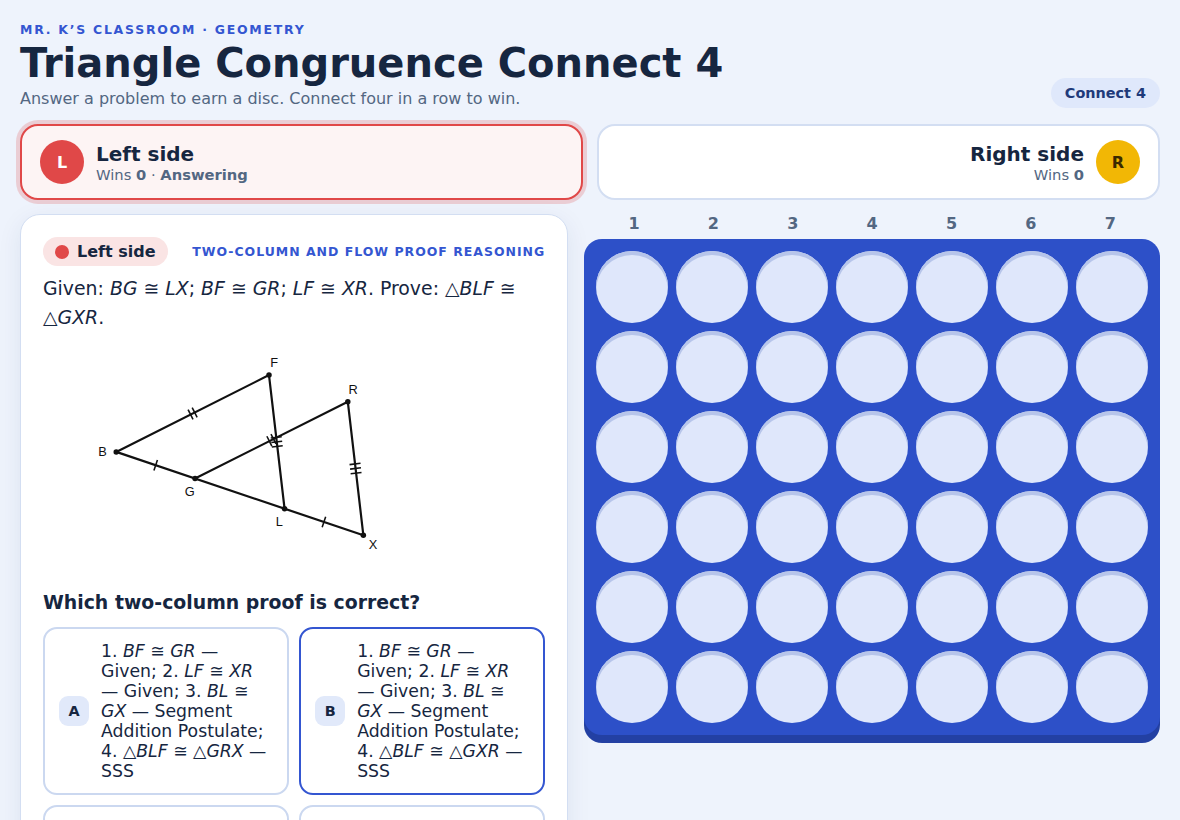 MR. K’S CLASSROOM · GEOMETRY
Triangle Congruence Connect 4
Answer a problem to earn a disc. Connect four in a row to win.
Connect 4
L
Left side
Wins 0 · Answering
Right side
Wins 0
R
Left side
TWO-COLUMN AND FLOW PROOF REASONING
Given: BG ≅ LX; BF ≅ GR; LF ≅ XR. Prove: △BLF ≅
△GXR.
F
R
B
G
L
X
Which two-column proof is correct?
A
1. BF ≅ GR —
Given; 2. LF ≅ XR
— Given; 3. BL ≅
GX — Segment
Addition Postulate;
4. △BLF ≅ △GRX —
SSS
B
1. BF ≅ GR —
Given; 2. LF ≅ XR
— Given; 3. BL ≅
GX — Segment
Addition Postulate;
4. △BLF ≅ △GXR —
SSS
1 2 3 4 5 6 7